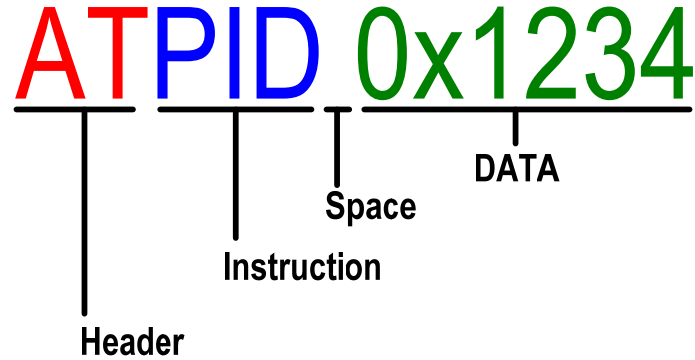 ATPID 0x1234
DATA
Space
Instruction
Header